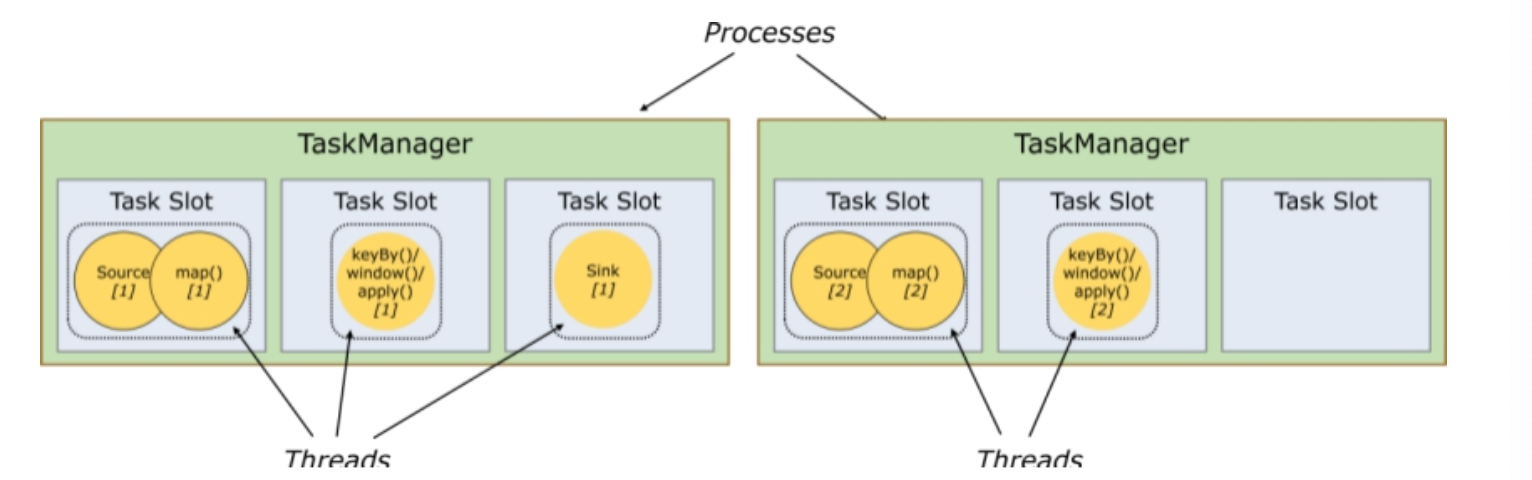 Processes
TaskManager
Task Slot
Source
[1]
map()
[1]
Task Slot
keyBy()/
window()/
apply()
[1]
Task Slot
Sink
[1]
Threads
TaskManager
Task Slot
Source
[2]
map()
[2]
Task Slot
keyBy()/
window()/
apply()
[2]
Task Slot
Threads